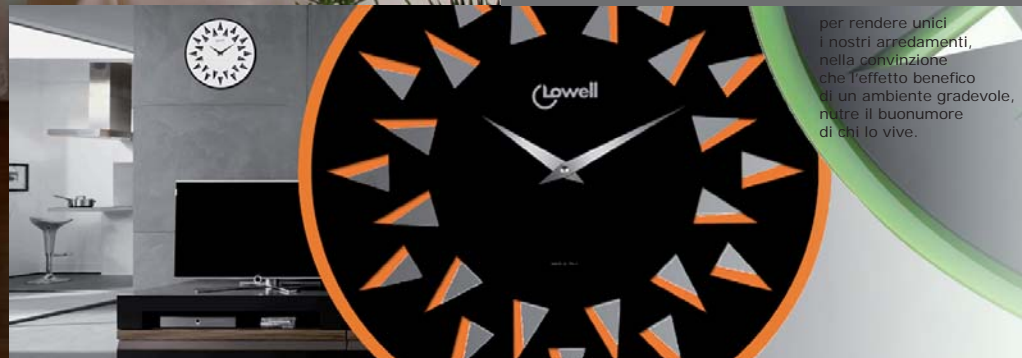 per rendere unici
i nostri arredamenti,
nella convinzione
che l'effetto benefico
di un ambiente gradevole,
nutre il buonumore
di chi lo vive.
Lowell